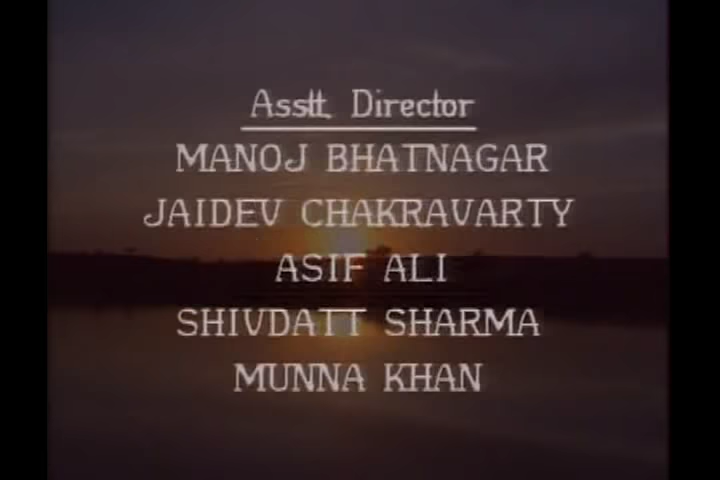 Asstt. Director
MANOJ BHATNAGAR
JAIDEV CHAKRAVARTY
ASIF ALI
SHIVDATT SHARMA
MUNNA KHAN